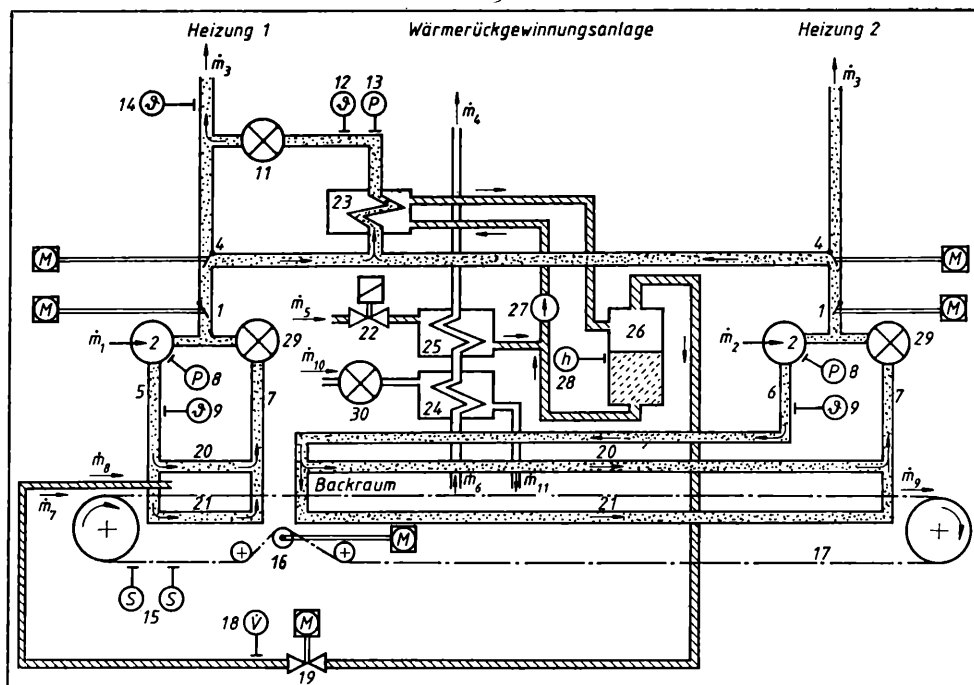 Heizung 1 Wärmerückgewinnungsanlage Heizung 2
ṁ3 12 13 ṁ3
14 ϑ ϑ P ṁ4
11
23
M 4 4 M
M 1 ṁ5 27 26 1 M
ṁ1 2 29 22 25 h ṁ2 2 29
P 8 ṁ10 28 P 8
5 ϑ 9 7 30 24 6 ϑ 9 7
20 20
ṁ8 Backraum ṁ6 ṁ11 ṁ9
ṁ7 21 21
+ + 16 + M 17 +
S 15 S
18 V̇ M
19